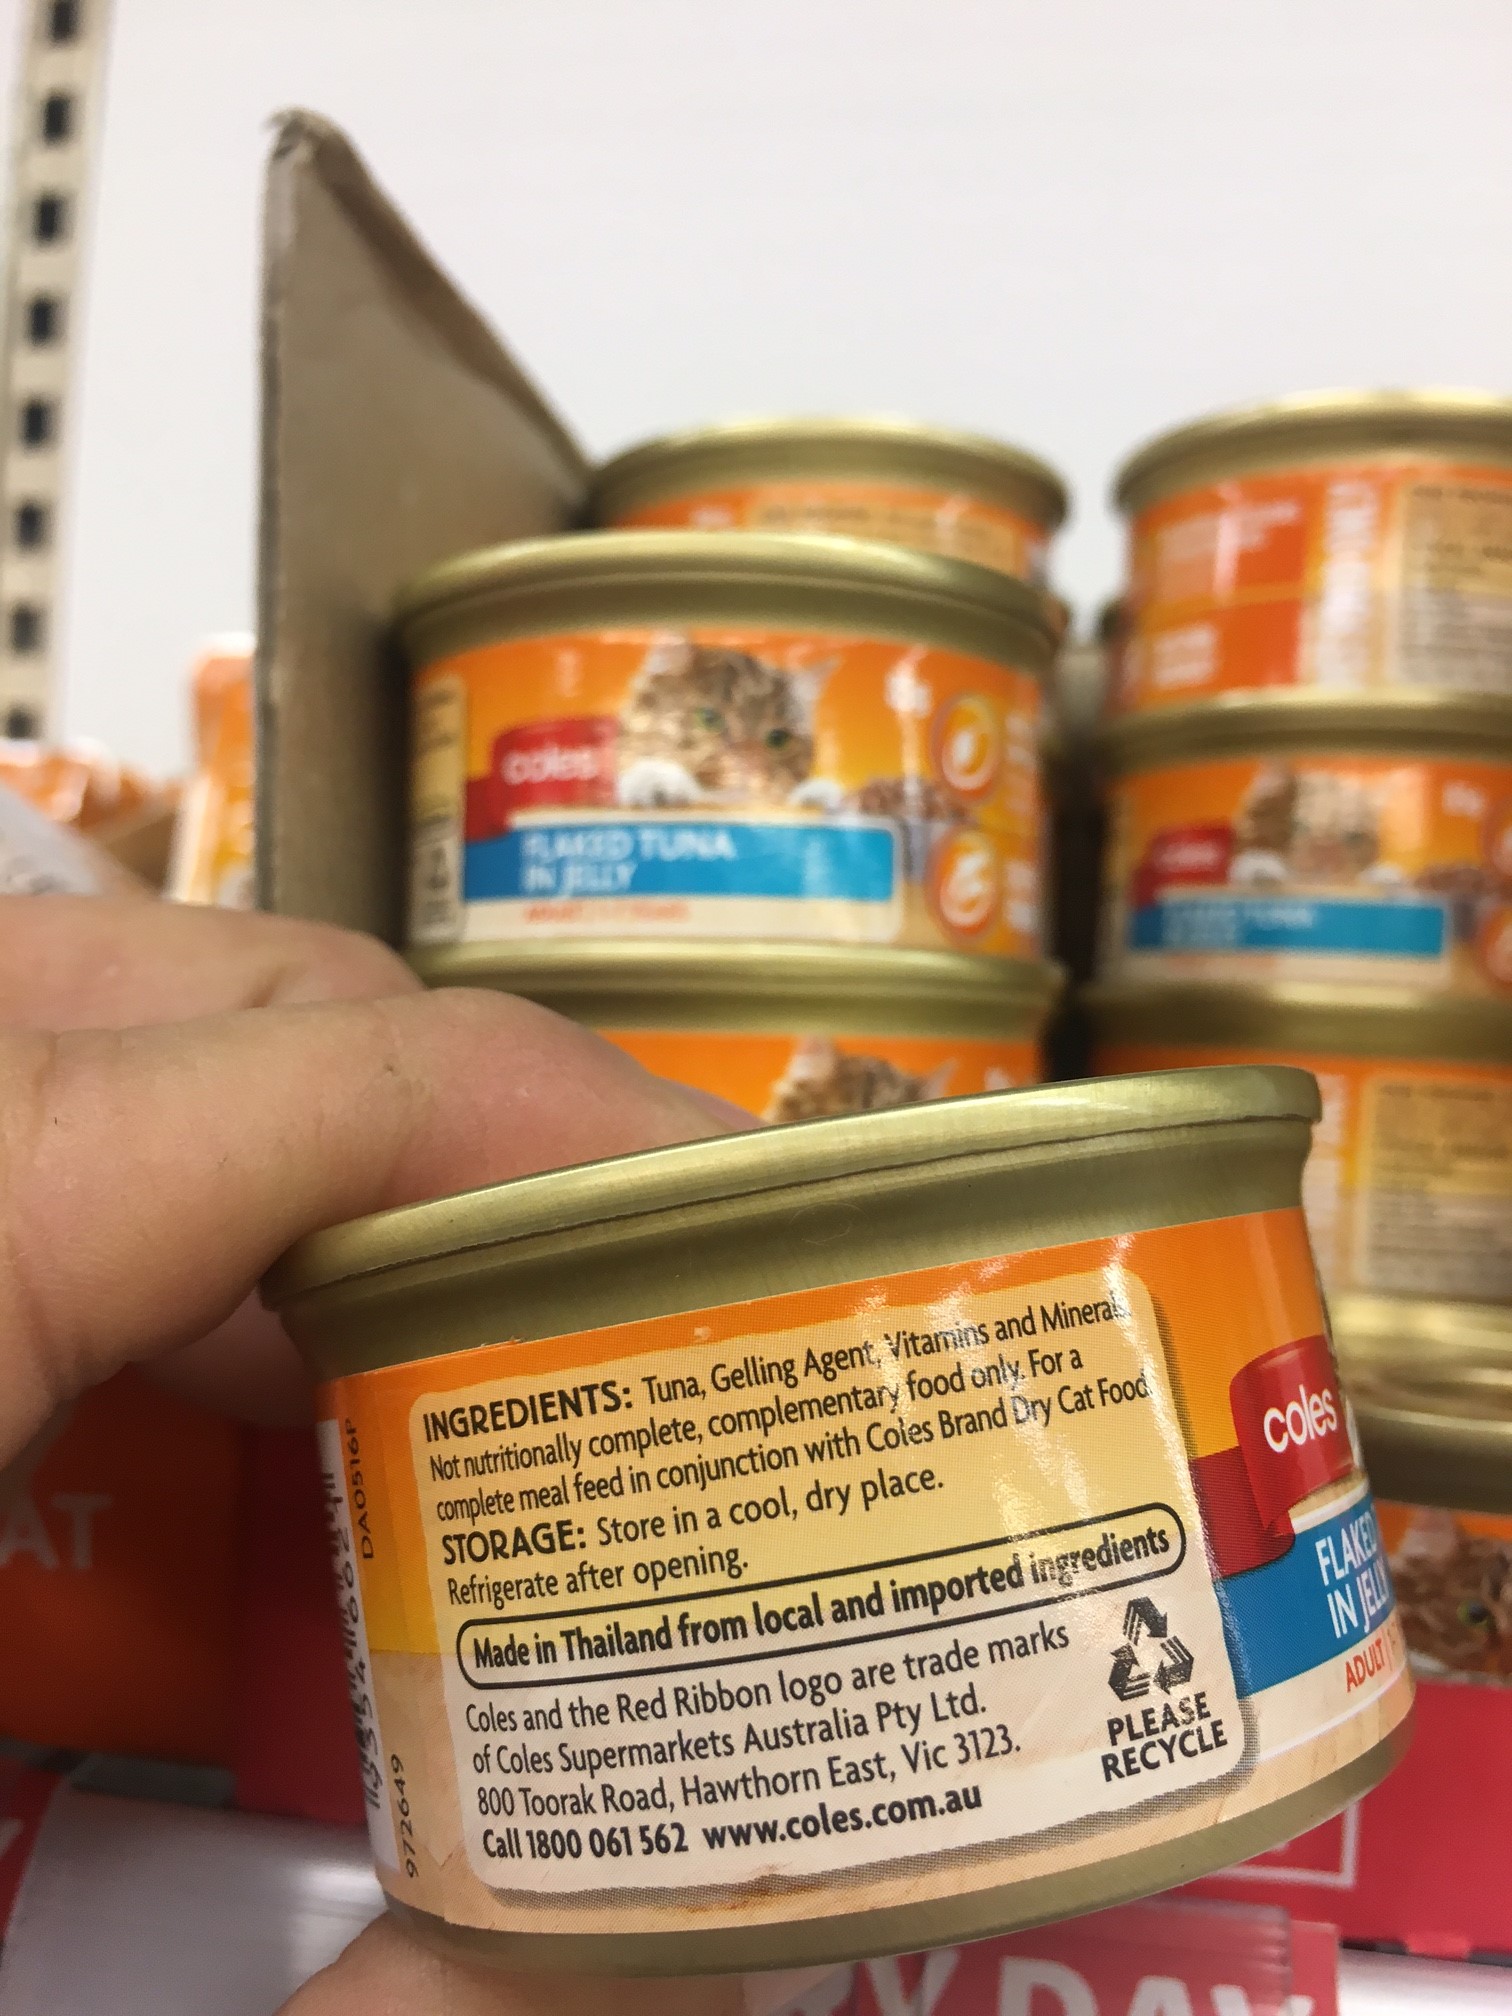 coles
FLAKED TUNA
IN JELLY
INGREDIENTS: Tuna, Gelling Agent, Vitamins and Minerals.
Not nutritionally complete, complementary food only. For a
complete meal feed in conjunction with Coles Brand Dry Cat Food
STORAGE: Store in a cool, dry place.
Refrigerate after opening.
Made in Thailand from local and imported ingredients
Coles and the Red Ribbon logo are trade marks
of Coles Supermarkets Australia Pty Ltd.
800 Toorak Road, Hawthorn East, Vic 3123.
Call 1800 061 562 www.coles.com.au
PLEASE
RECYCLE
DA0516P
972649
coles
FLAKED
IN JELLY
ADULT
AT
Y DAY